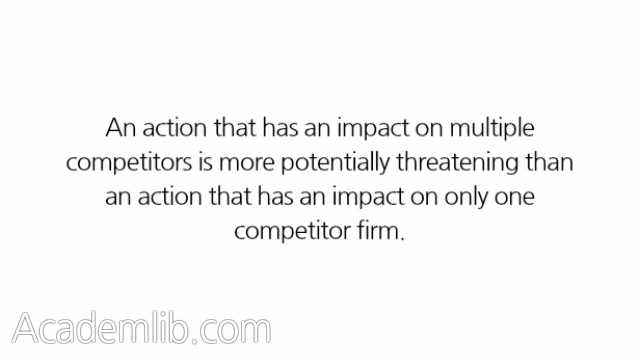 An action that has an impact on multiple
competitors is more potentially threatening than
an action that has an impact on only one
competitor firm.
Academlib.com